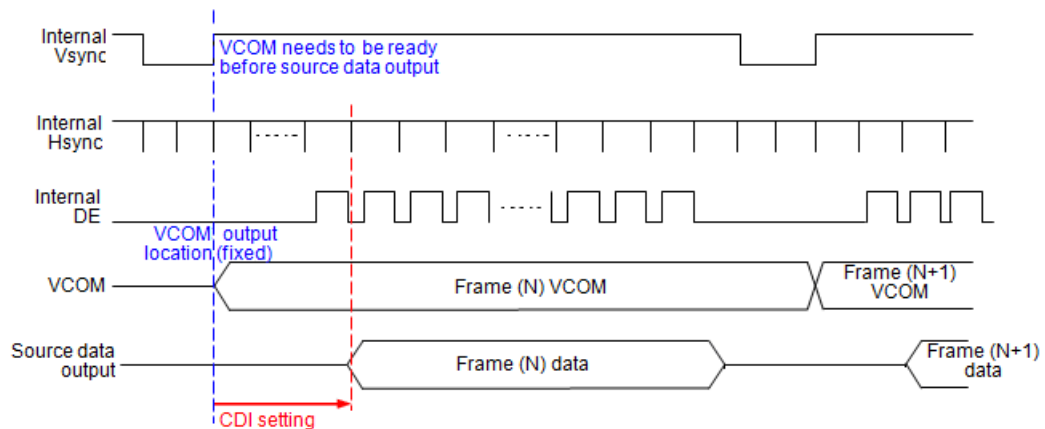 Internal
Vsync
VCOM needs to be ready
before source data output
Internal
Hsync
Internal
DE
VCOM output
location (fixed)
VCOM
Frame (N) VCOM
Frame (N+1)
VCOM
Source data
output
Frame (N) data
Frame (N+1)
data
CDI setting